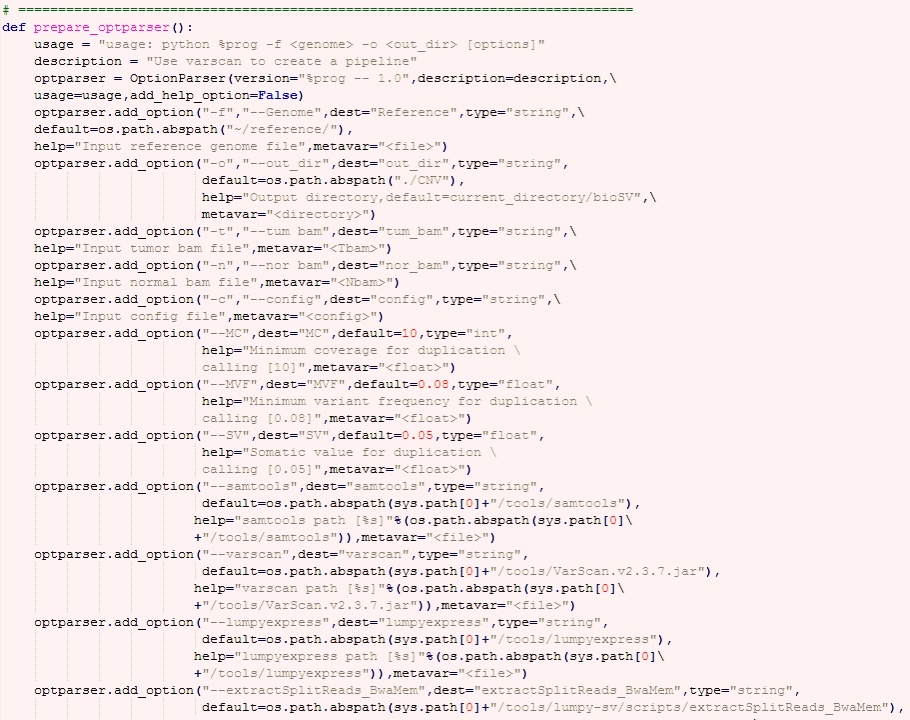 # ==============================================================================
def prepare_optparser():
    usage = "usage: python %prog -f <genome> -o <out_dir> [options]"
    description = "Use varscan to create a pipeline"
    optparser = OptionParser(version="%prog -- 1.0",description=description,\
    usage=usage,add_help_option=False)
    optparser.add_option("-f","--Genome",dest="Reference",type="string",\
    default=os.path.abspath("~/reference/"),
    help="Input reference genome file",metavar="<file>")
    optparser.add_option("-o","--out_dir",dest="out_dir",type="string",
                         default=os.path.abspath("./CNV"),
                         help="Output directory,default=current_directory/bioSV",\
                         metavar="<directory>")
    optparser.add_option("-t","--tum bam",dest="tum_bam",type="string",\
    help="Input tumor bam file",metavar="<Tbam>")
    optparser.add_option("-n","--nor bam",dest="nor_bam",type="string",\
    help="Input normal bam file",metavar="<Nbam>")
    optparser.add_option("-c","--config",dest="config",type="string",\
    help="Input config file",metavar="<config>")
    optparser.add_option("--MC",dest="MC",default=10,type="int",
                         help="Minimum coverage for duplication \
                         calling [10]",metavar="<float>")
    optparser.add_option("--MVF",dest="MVF",default=0.08,type="float",
                         help="Minimum variant frequency for duplication \
                         calling [0.08]",metavar="<float>")
    optparser.add_option("--SV",dest="SV",default=0.05,type="float",
                         help="Somatic value for duplication \
                         calling [0.05]",metavar="<float>")
    optparser.add_option("--samtools",dest="samtools",type="string",
                         default=os.path.abspath(sys.path[0]+"/tools/samtools"),
                        help="samtools path [%s]"%(os.path.abspath(sys.path[0]\
                        +"/tools/samtools")),metavar="<file>")
    optparser.add_option("--varscan",dest="varscan",type="string",
                         default=os.path.abspath(sys.path[0]+"/tools/VarScan.v2.3.7.jar"),
                        help="varscan path [%s]"%(os.path.abspath(sys.path[0]\
                        +"/tools/VarScan.v2.3.7.jar")),metavar="<file>")
    optparser.add_option("--lumpyexpress",dest="lumpyexpress",type="string",
                         default=os.path.abspath(sys.path[0]+"/tools/lumpyexpress"),
                        help="lumpyexpress path [%s]"%(os.path.abspath(sys.path[0]\
                        +"/tools/lumpyexpress")),metavar="<file>")
    optparser.add_option("--extractSplitReads_BwaMem",dest="extractSplitReads_BwaMem",type="string",
                         default=os.path.abspath(sys.path[0]+"/tools/lumpy-sv/scripts/extractSplitReads_BwaMem"),